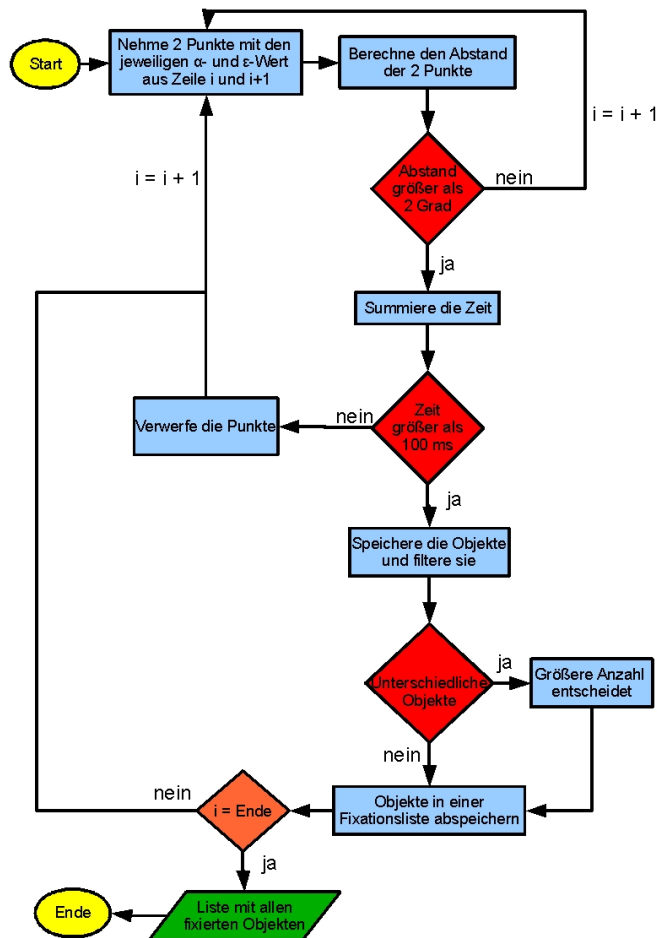 Start
Nehme 2 Punkte mit den
jeweiligen α- und ε-Wert
aus Zeile i und i+1
Berechne den Abstand
der 2 Punkte
i = i + 1
Abstand
größer als
2 Grad
nein
i = i + 1
ja
Summiere die Zeit
Zeit
größer als
100 ms
nein
Verwerfe die Punkte
ja
Speichere die Objekte
und filtere sie
Unterschiedliche
Objekte
ja
Größere Anzahl
entscheidet
nein
Objekte in einer
Fixationsliste abspeichern
i = Ende
nein
ja
Liste mit allen
fixierten Objekten
Ende